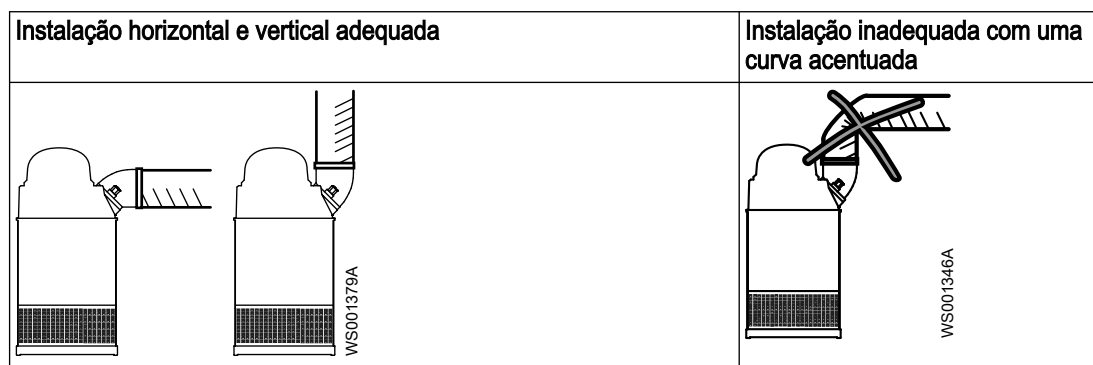 Instalação horizontal e vertical adequada
Instalação inadequada com uma
curva acentuada
WS001379A
WS001346A